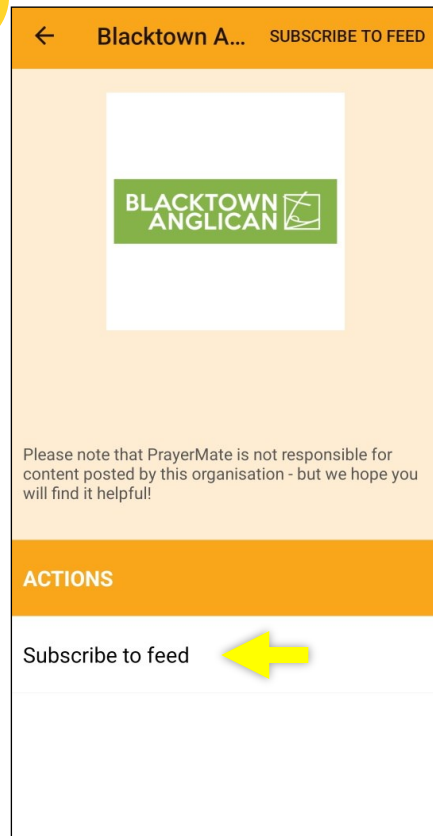 Blacktown A... SUBSCRIBE TO FEED
BLACKTOWN
ANGLICAN
Please note that PrayerMate is not responsible for
content posted by this organisation - but we hope you
will find it helpful!
ACTIONS
Subscribe to feed